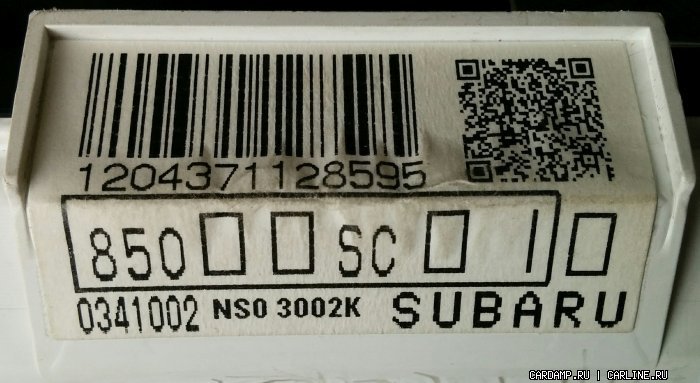 1204371128595
850□□SC□1□
0341002 NS0 3002K SUBARU
CARDAMP.RU | CARLINE.RU